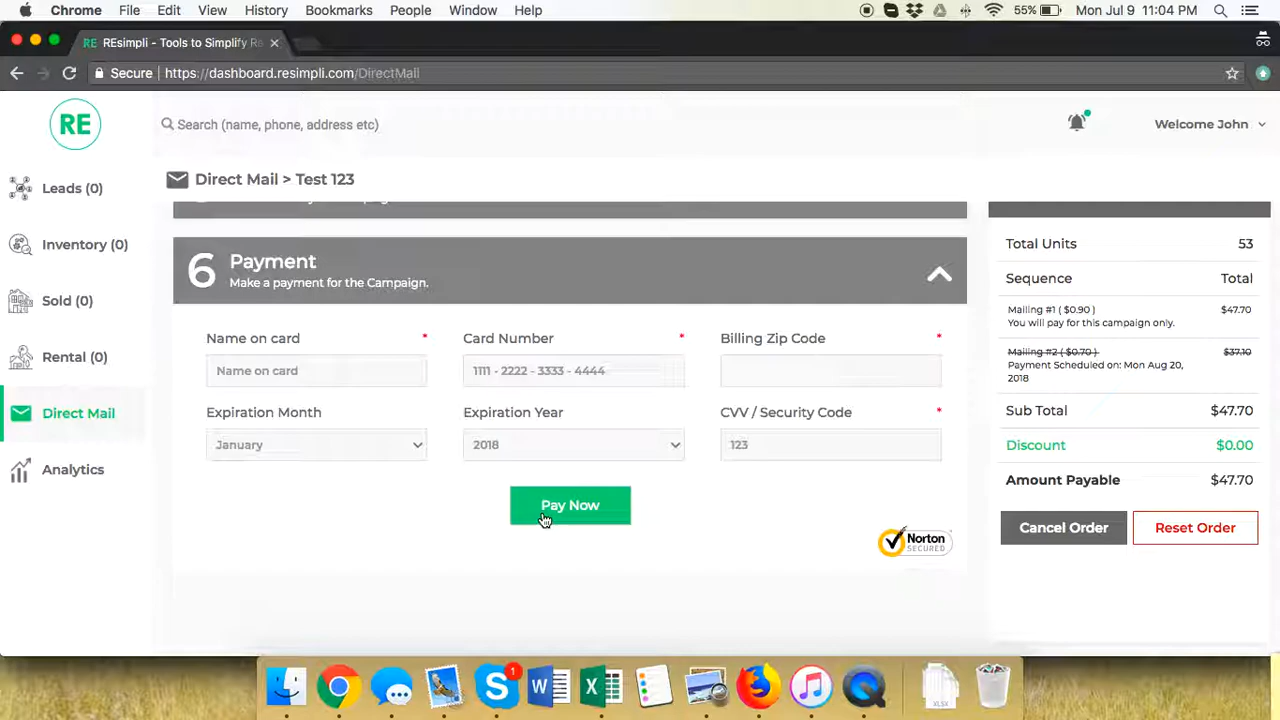 Chrome File Edit View History Bookmarks People Window Help 55% Mon Jul 9 11:04 PM
RE REsimpli - Tools to Simplify Re
Secure https://dashboard.resimpli.com/DirectMail
RE
Search (name, phone, address etc)
Welcome John
Leads (0)
Inventory (0)
Sold (0)
Rental (0)
Direct Mail
Analytics
Direct Mail > Test 123
6 Payment
Make a payment for the Campaign.
Name on card *
Card Number *
Billing Zip Code *
Name on card
1111 - 2222 - 3333 - 4444
Expiration Month
Expiration Year
CVV / Security Code *
January
2018
123
Pay Now
Norton
SECURED
Total Units 53
Sequence Total
Mailing #1 ( $0.90 ) $47.70
You will pay for this campaign only.
Mailing #2 ( $0.70 ) $37.10
Payment Scheduled on: Mon Aug 20,
2018
Sub Total $47.70
Discount $0.00
Amount Payable $47.70
Cancel Order
Reset Order
1
W
X
XLSX